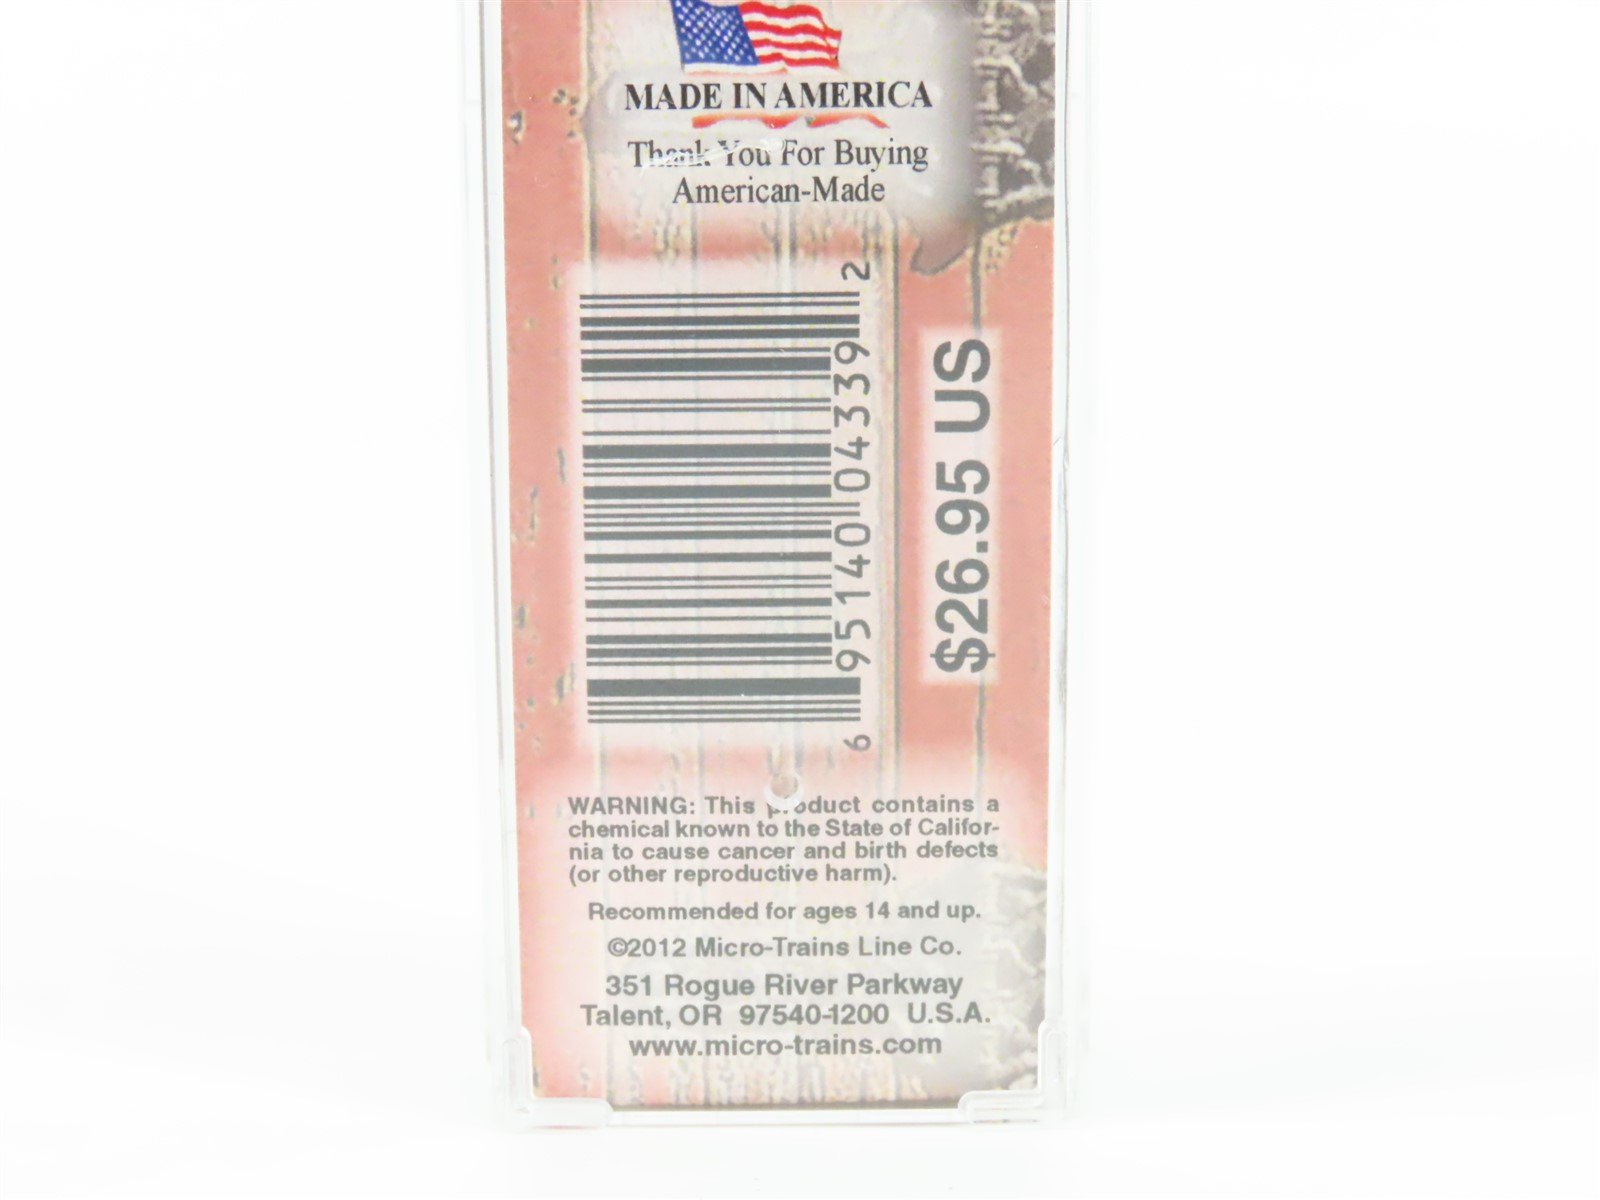 MADE IN AMERICA
Thank You For Buying
American-Made
6 95140 04339 2
$26.95 US
WARNING: This product contains a
chemical known to the State of Califor-
nia to cause cancer and birth defects
(or other reproductive harm).
Recommended for ages 14 and up.
©2012 Micro-Trains Line Co.
351 Rogue River Parkway
Talent, OR 97540-1200 U.S.A.
www.micro-trains.com